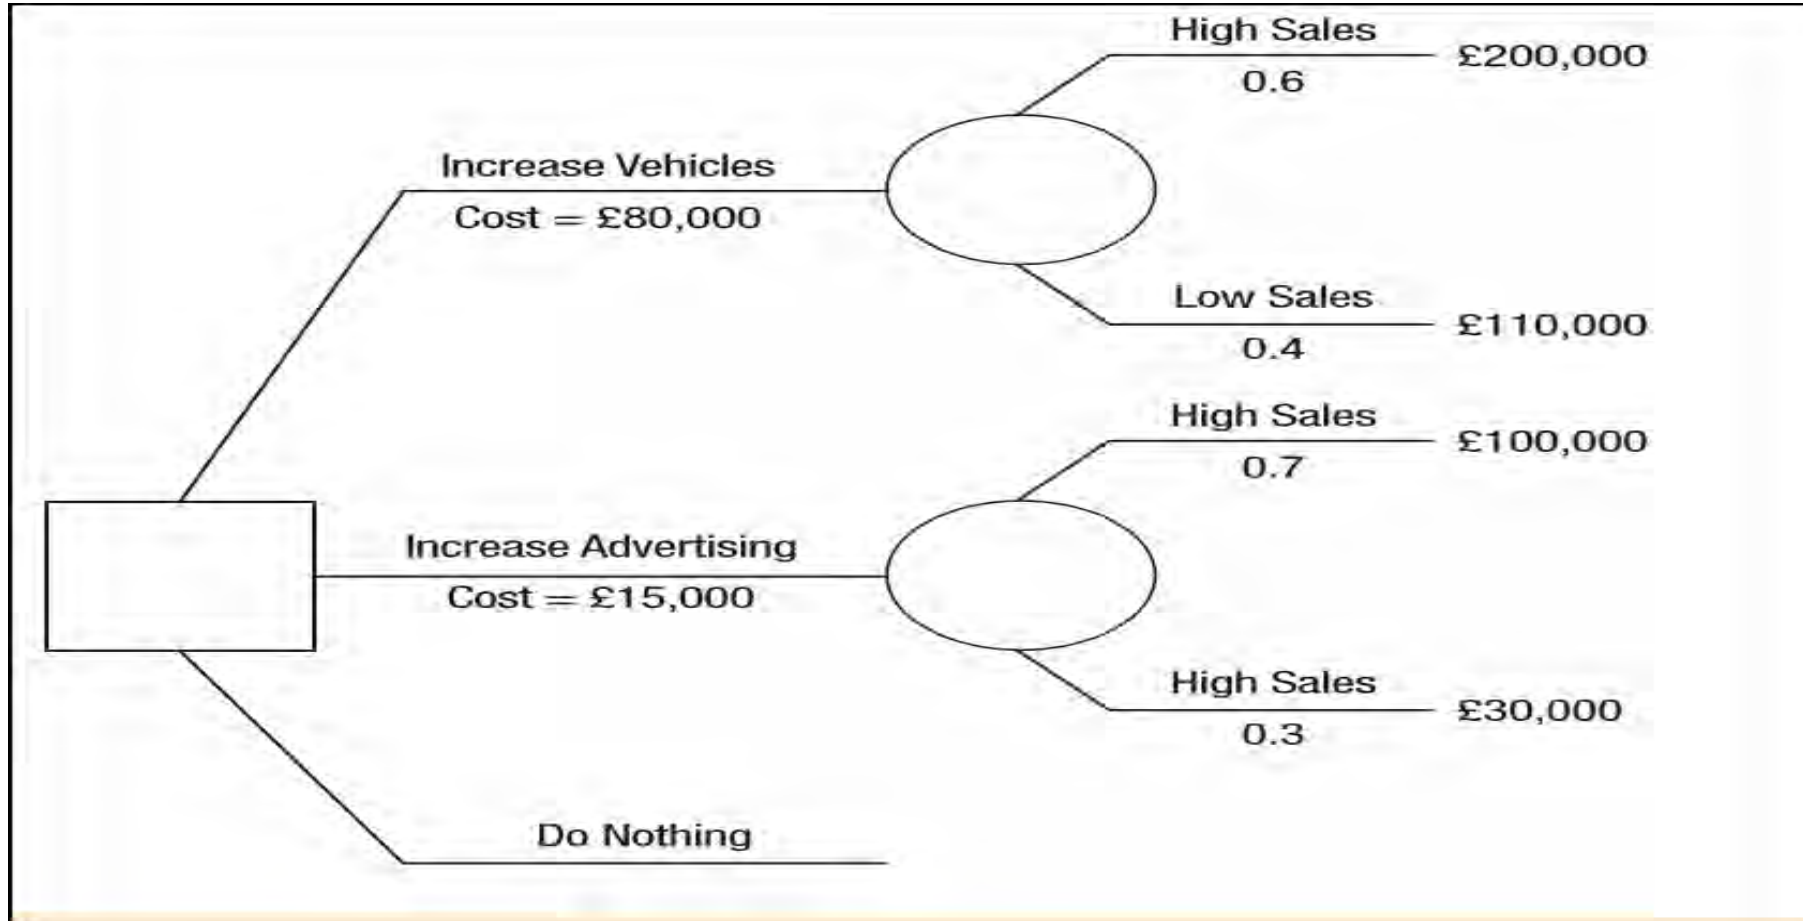 High Sales
£200,000
0.6
Increase Vehicles
Cost = £80,000
Low Sales
£110,000
0.4
High Sales
£100,000
0.7
Increase Advertising
Cost = £15,000
High Sales
£30,000
0.3
Do Nothing